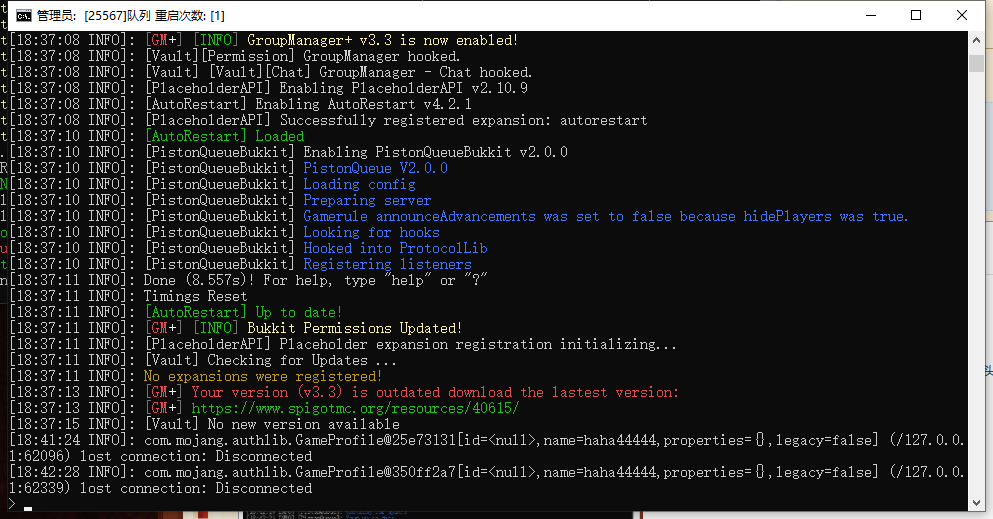 管理员: [25567]队列 重启次数: [1]
[18:37:08 INFO]: [GM+] [INFO] GroupManager+ v3.3 is now enabled!
[18:37:08 INFO]: [Vault][Permission] GroupManager hooked.
[18:37:08 INFO]: [Vault] [Vault][Chat] GroupManager - Chat hooked.
[18:37:08 INFO]: [PlaceholderAPI] Enabling PlaceholderAPI v2.10.9
[18:37:08 INFO]: [AutoRestart] Enabling AutoRestart v4.2.1
[18:37:08 INFO]: [PlaceholderAPI] Successfully registered expansion: autorestart
[18:37:10 INFO]: [AutoRestart] Loaded
[18:37:10 INFO]: [PistonQueueBukkit] Enabling PistonQueueBukkit v2.0.0
[18:37:10 INFO]: [PistonQueueBukkit] PistonQueue V2.0.0
[18:37:10 INFO]: [PistonQueueBukkit] Loading config
[18:37:10 INFO]: [PistonQueueBukkit] Preparing server
[18:37:10 INFO]: [PistonQueueBukkit] Gamerule announceAdvancements was set to false because hidePlayers was true.
[18:37:10 INFO]: [PistonQueueBukkit] Looking for hooks
[18:37:10 INFO]: [PistonQueueBukkit] Hooked into ProtocolLib
[18:37:10 INFO]: [PistonQueueBukkit] Registering listeners
[18:37:11 INFO]: Done (8.557s)! For help, type "help" or "?"
[18:37:11 INFO]: Timings Reset
[18:37:11 INFO]: [AutoRestart] Up to date!
[18:37:11 INFO]: [GM+] [INFO] Bukkit Permissions Updated!
[18:37:11 INFO]: [PlaceholderAPI] Placeholder expansion registration initializing...
[18:37:11 INFO]: [Vault] Checking for Updates ...
[18:37:11 INFO]: No expansions were registered!
[18:37:13 INFO]: [GM+] Your version (v3.3) is outdated download the lastest version:
[18:37:13 INFO]: [GM+] https://www.spigotmc.org/resources/40615/
[18:37:15 INFO]: [Vault] No new version available
[18:41:24 INFO]: com.mojang.authlib.GameProfile@25e73131[id=<null>,name=haha44444,properties={},legacy=false] (/127.0.0.
1:62096) lost connection: Disconnected
[18:42:28 INFO]: com.mojang.authlib.GameProfile@350ff2a7[id=<null>,name=haha44444,properties={},legacy=false] (/127.0.0.
1:62339) lost connection: Disconnected
>